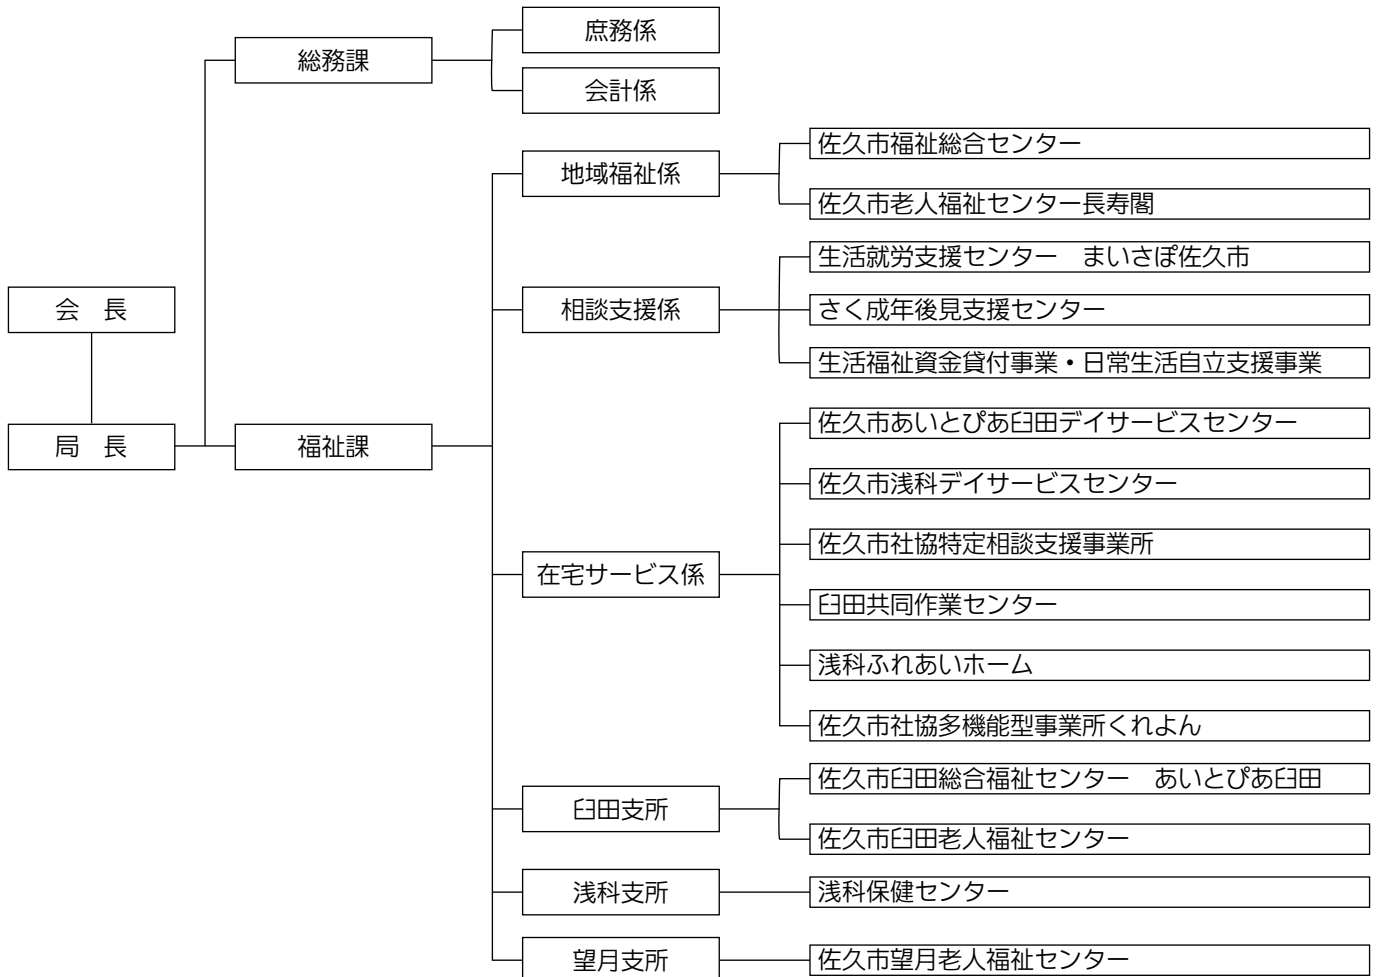 会　長
局　長
総務課
庶務係
会計係
福祉課
地域福祉係
佐久市福祉総合センター
佐久市老人福祉センター長寿閣
相談支援係
生活就労支援センター　まいさぽ佐久市
さく成年後見支援センター
生活福祉資金貸付事業・日常生活自立支援事業
在宅サービス係
佐久市あいとぴあ臼田デイサービスセンター
佐久市浅科デイサービスセンター
佐久市社協特定相談支援事業所
臼田共同作業センター
浅科ふれあいホーム
佐久市社協多機能型事業所くれよん
臼田支所
佐久市臼田総合福祉センター　あいとぴあ臼田
佐久市臼田老人福祉センター
浅科支所
浅科保健センター
望月支所
佐久市望月老人福祉センター